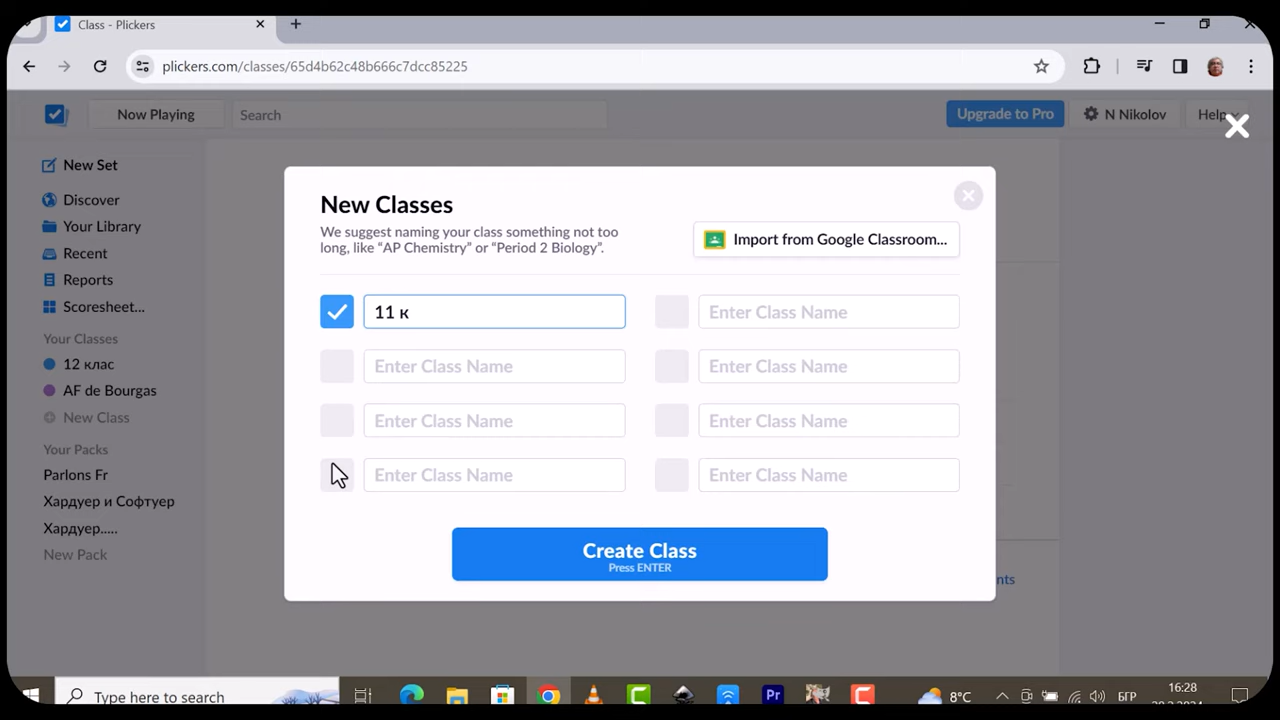 Class - Plickers
plickers.com/classes/65d4b62c48b666c7dcc85225
Now Playing
Search
Upgrade to Pro
N Nikolov
Help
New Set
Discover
Your Library
Recent
Reports
Scoresheet...
Your Classes
12 клас
AF de Bourgas
New Class
Your Packs
Parlons Fr
Хардуер и Софтуер
Хардуер.....
New Pack
New Classes
We suggest naming your class something not too
long, like “AP Chemistry” or “Period 2 Biology”.
Import from Google Classroom...
11 к
Enter Class Name
Enter Class Name
Enter Class Name
Enter Class Name
Enter Class Name
Enter Class Name
Enter Class Name
Create Class
Press ENTER
nts
Type here to search
Pr
8°C
БГР
16:28